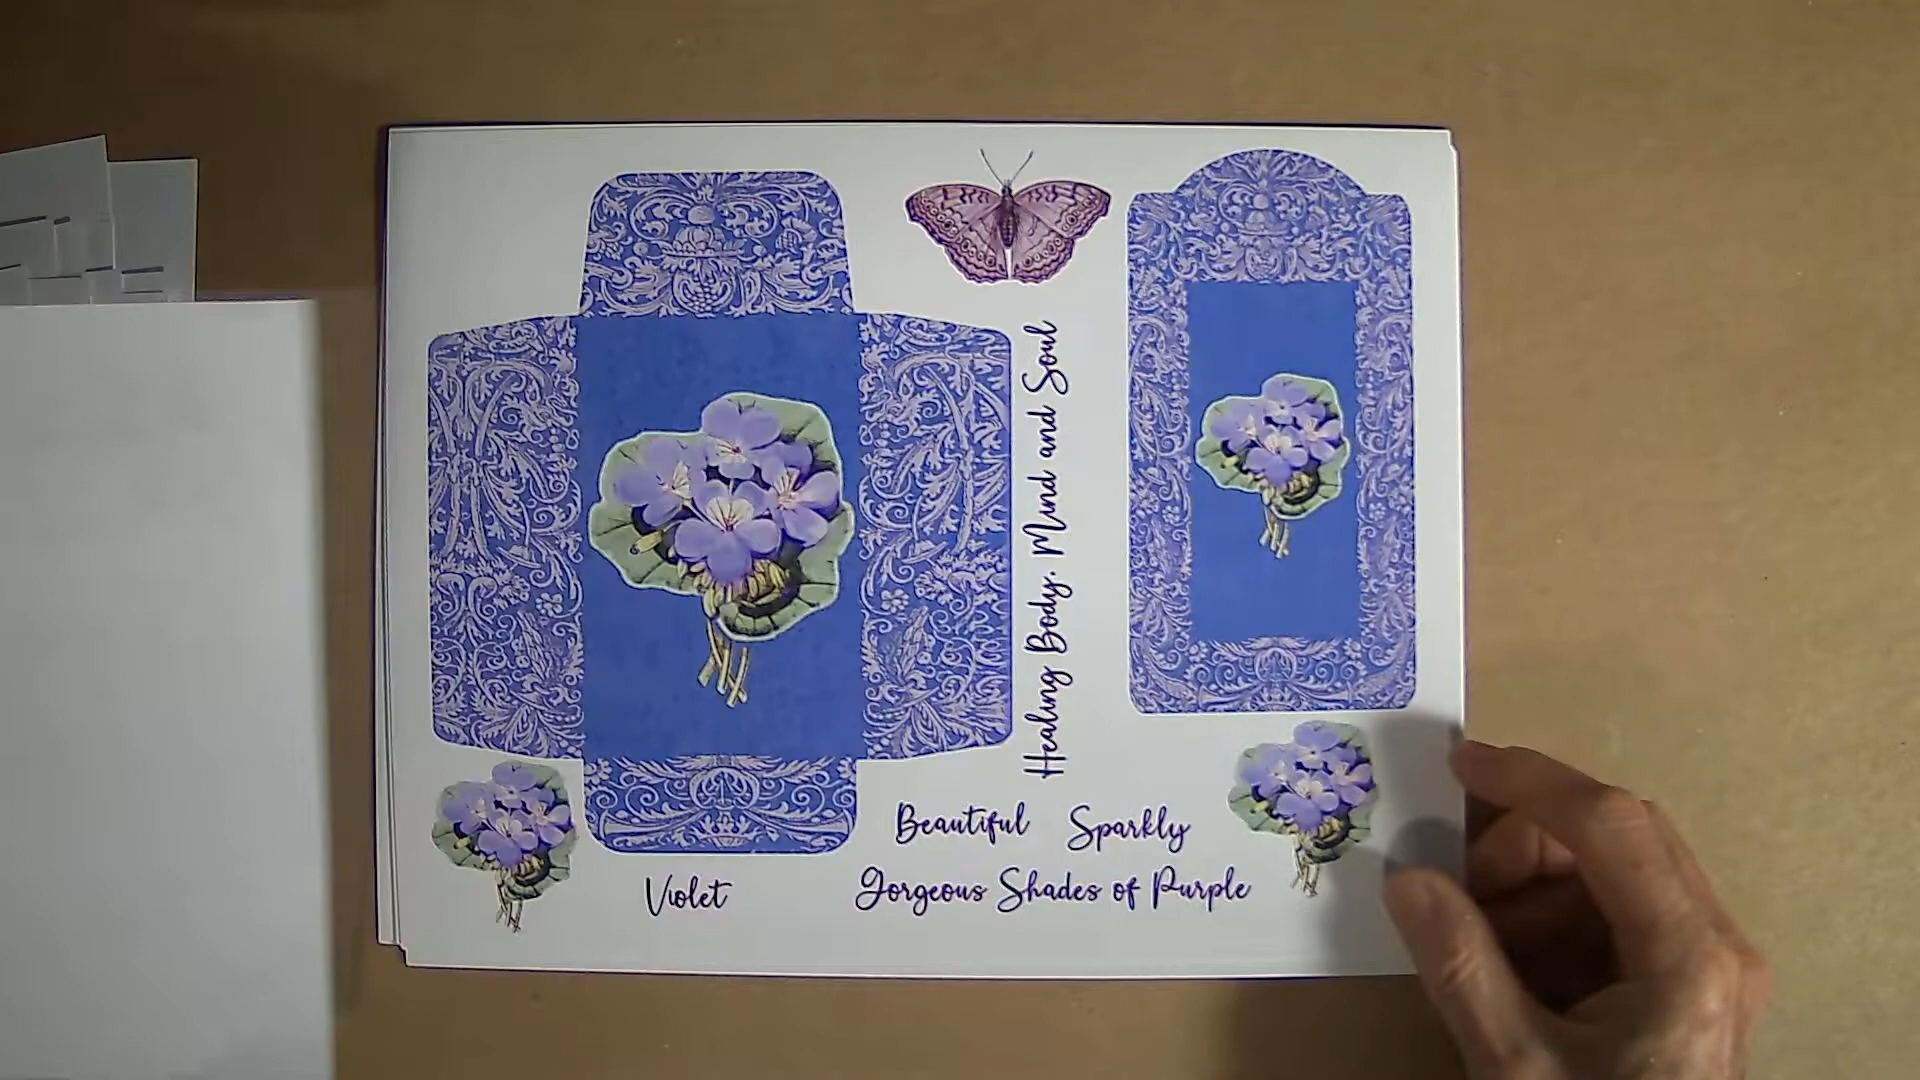 Healing Body, Mind and Soul
Beautiful Sparkly
Gorgeous Shades of Purple
Violet